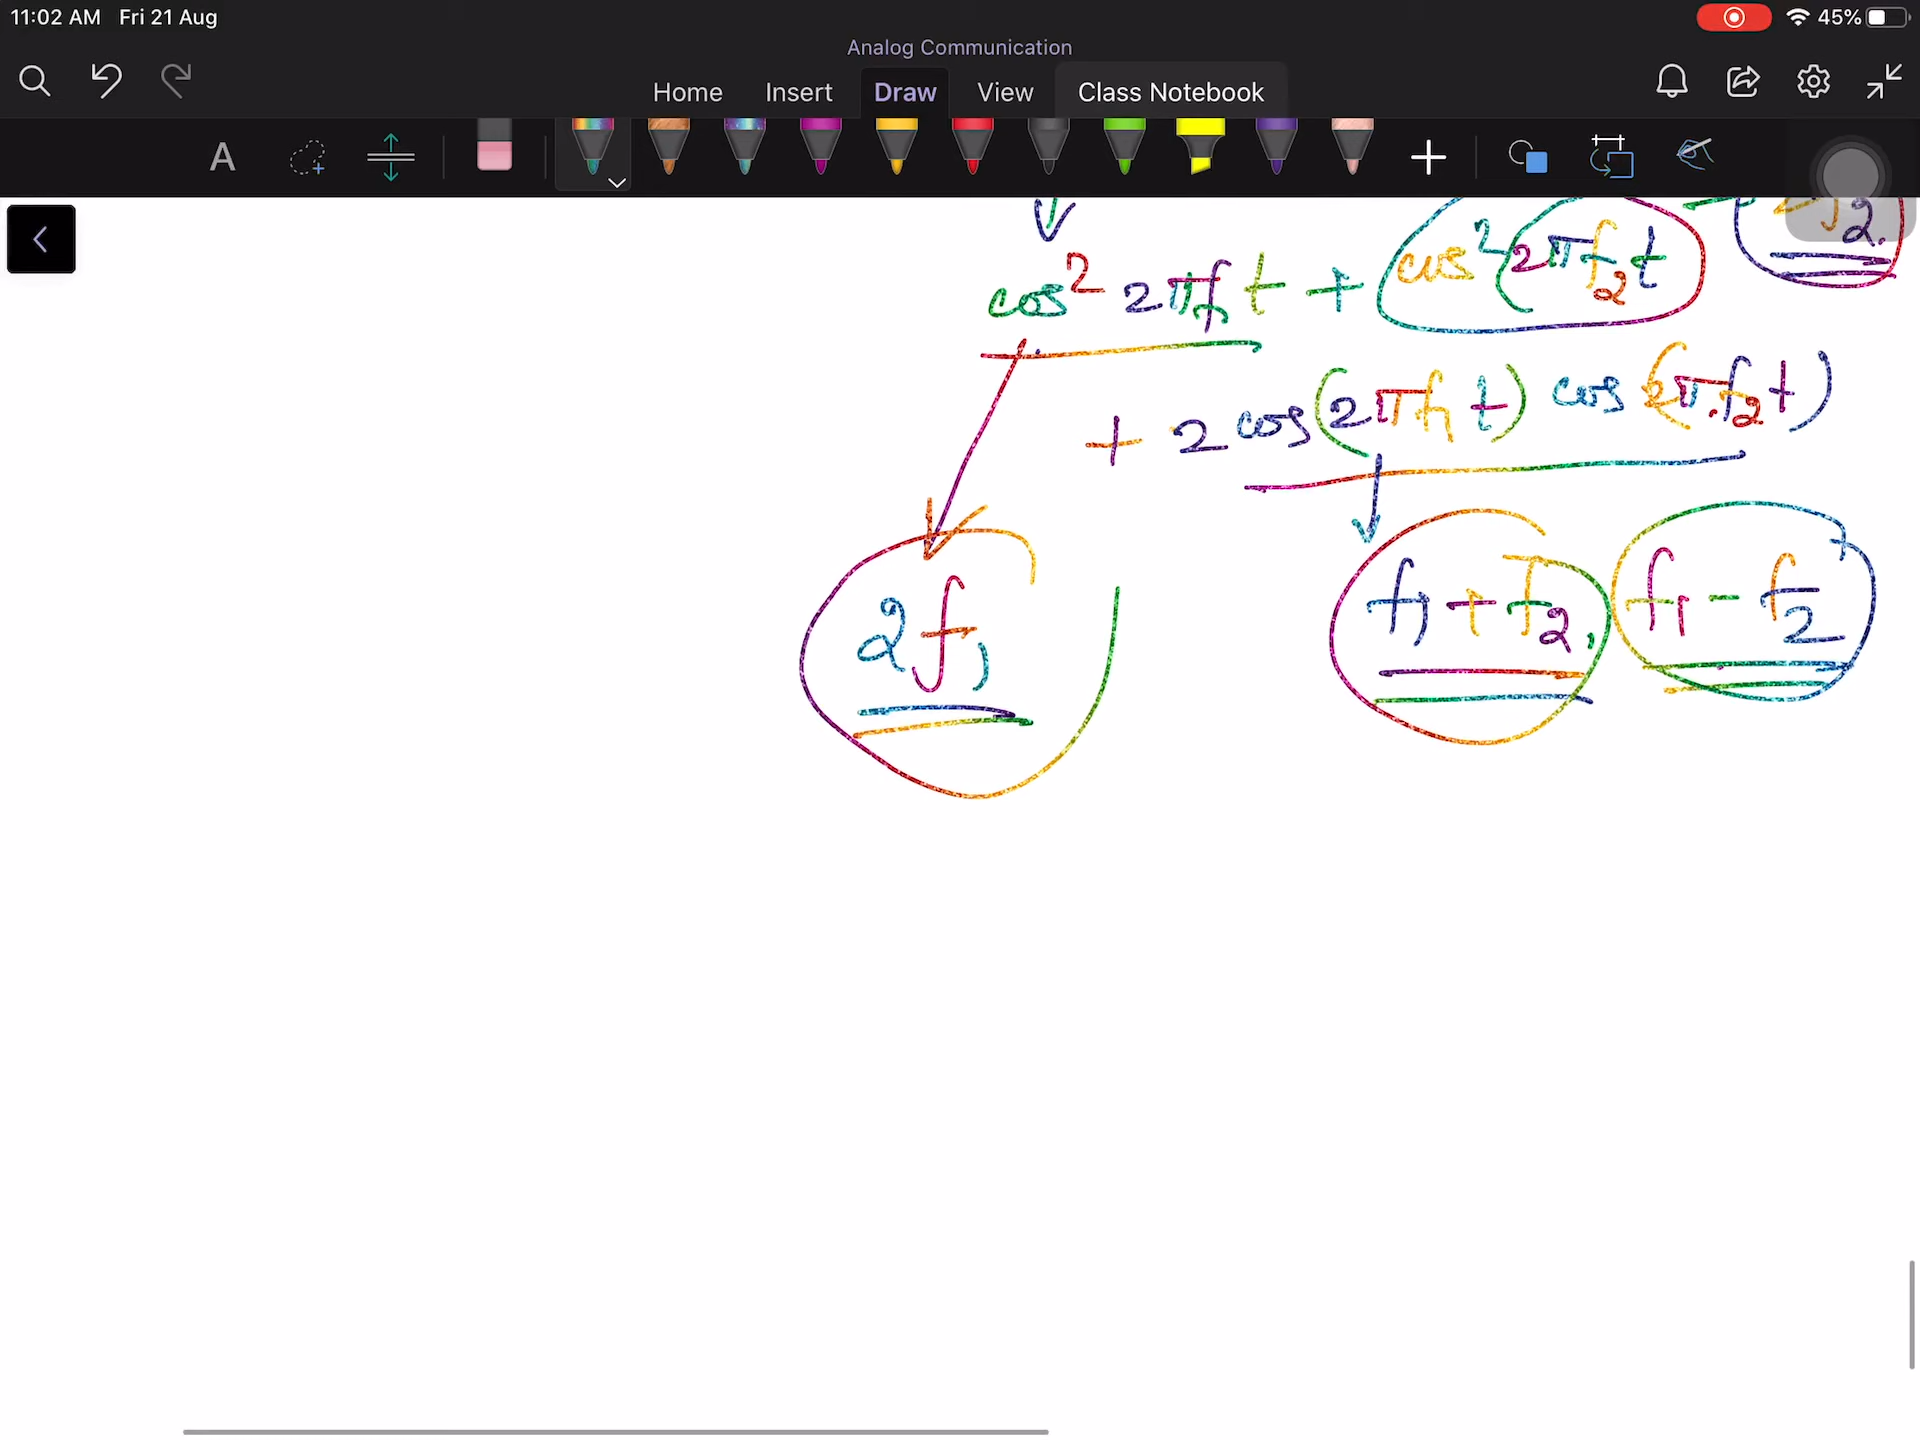 11:02 AM Fri 21 Aug
45%
Analog Communication
Home Insert Draw View Class Notebook
A
2f₂.
cos² 2πf₁t + cos²(2πf₂t
+ 2 cos(2πf₁t) cos(2πf₂t)
2f₁
f₁+f₂, f₁-f₂